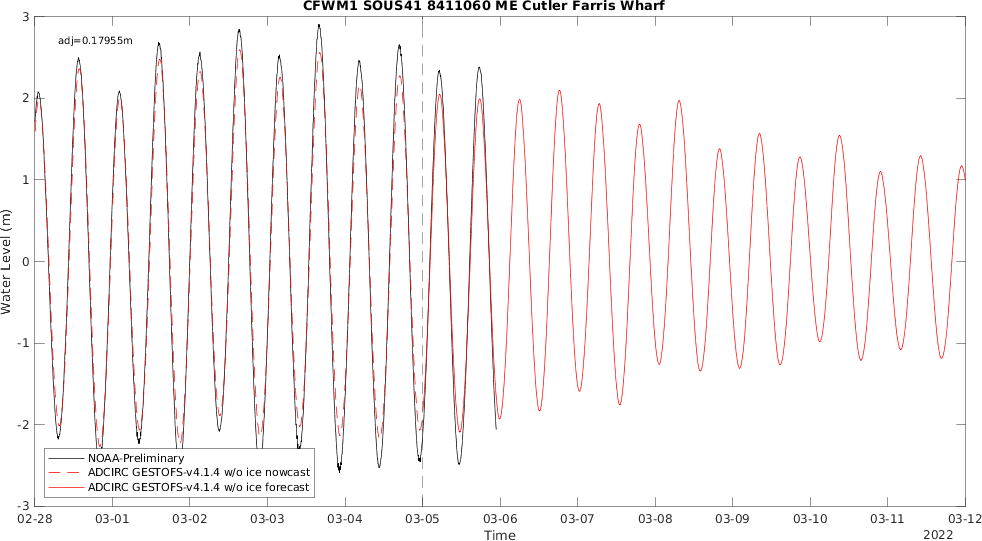 CFWM1 SOUS41 8411060 ME Cutler Farris Wharf
adj=0.17955m
3
2
1
0
-1
-2
-3
Water Level (m)
NOAA-Preliminary
ADCIRC GESTOFS-v4.1.4 w/o ice nowcast
ADCIRC GESTOFS-v4.1.4 w/o ice forecast
02-28 03-01 03-02 03-03 03-04 03-05 03-06 03-07 03-08 03-09 03-10 03-11 03-12
Time
2022